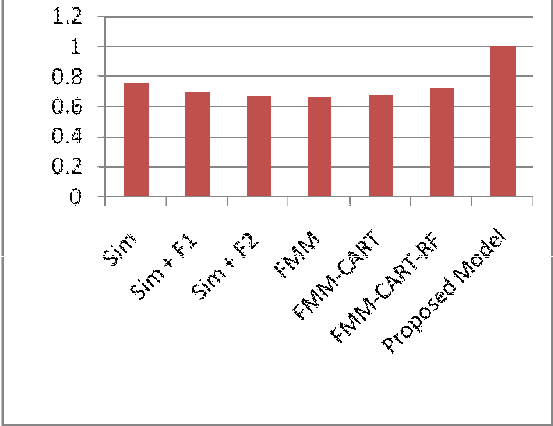 1.2
1
0.8
0.6
0.4
0.2
0
Sim
Sim + F1
Sim + F2
FMM
FMM-CART
FMM-CART-RF
Proposed Model